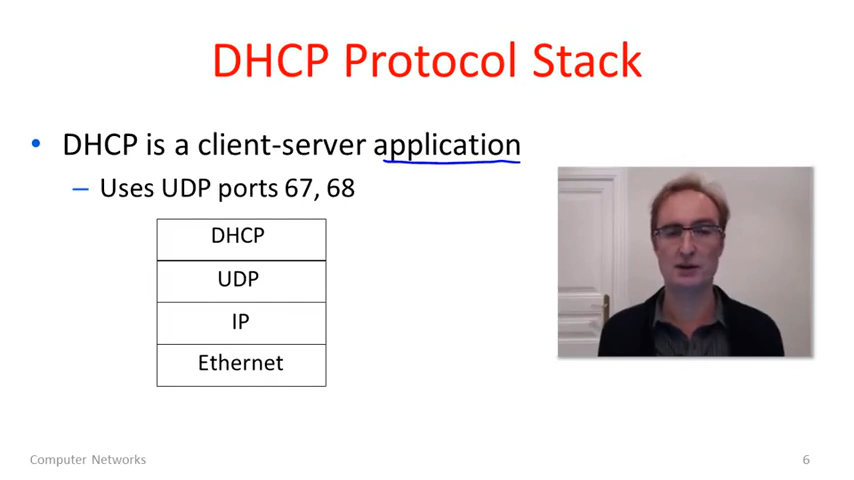 DHCP Protocol Stack
• DHCP is a client-server application
– Uses UDP ports 67, 68
DHCP
UDP
IP
Ethernet
Computer Networks
6